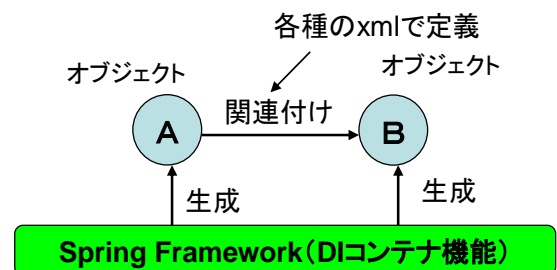 各種のxmlで定義
オブジェクト
オブジェクト
関連付け
A
B
生成
生成
Spring Framework(DIコンテナ機能)